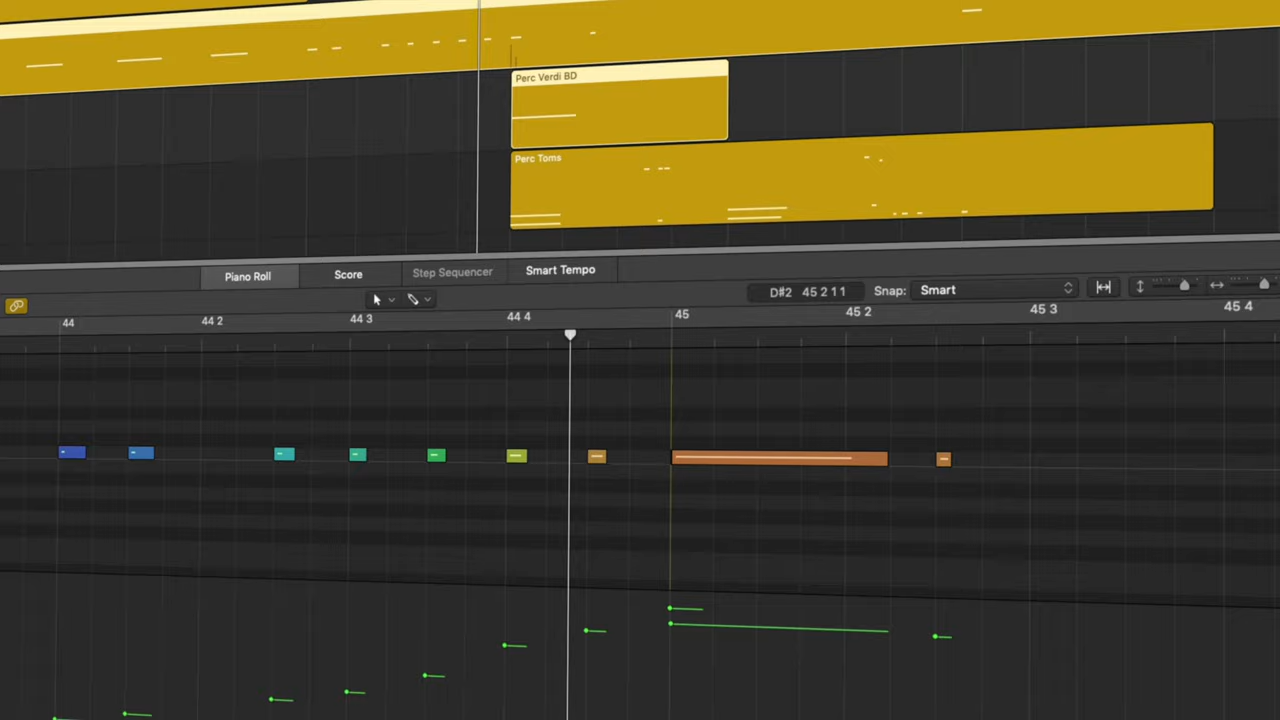 Perc Verdi BD
Perc Toms
Piano Roll
Score
Step Sequencer
Smart Tempo
D#2 45 2 1 1
Snap: Smart
44
44 2
44 3
44 4
45
45 2
45 3
45 4